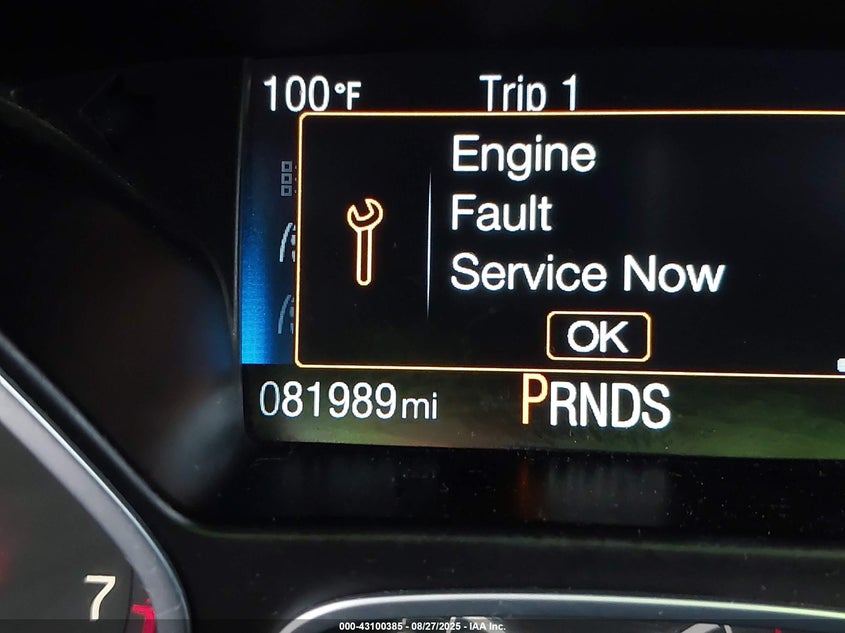 100°F Trip 1
Engine
Fault
Service Now
OK
081989mi PRNDS
7
000-43100385 - 08/27/2025 - IAA Inc.